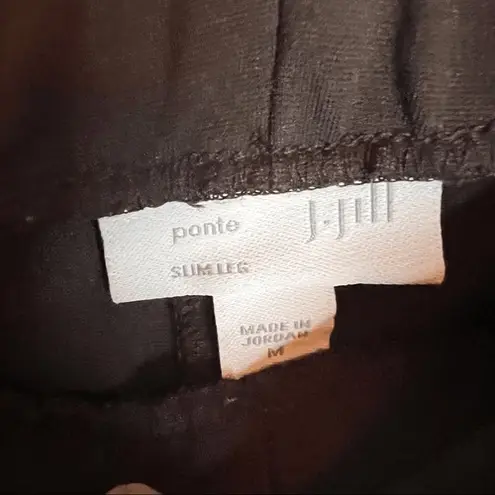 ponte J.Jill
SLIM LEG
MADE IN
JORDAN
M